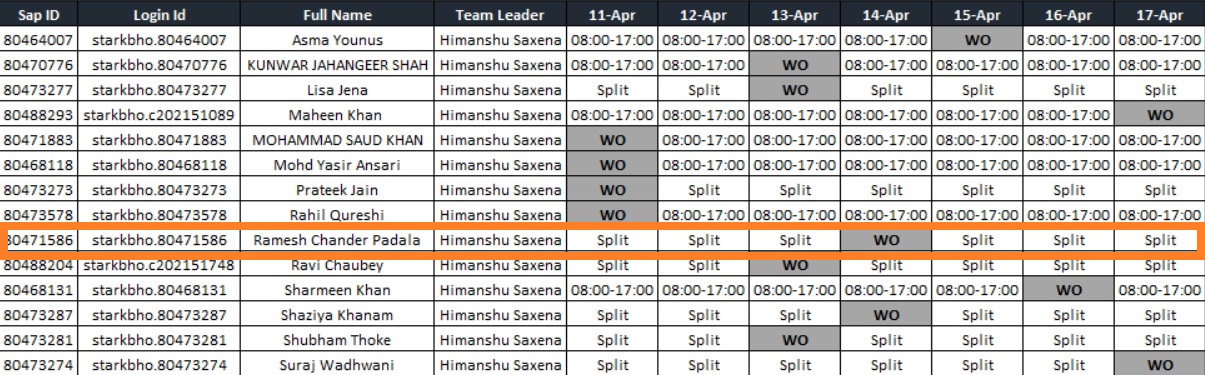 Sap ID Login Id Full Name Team Leader 11-Apr 12-Apr 13-Apr 14-Apr 15-Apr 16-Apr 17-Apr
80464007 starkbho.80464007 Asma Younus Himanshu Saxena 08:00-17:00 08:00-17:00 08:00-17:00 08:00-17:00 WO 08:00-17:00 08:00-17:00
80470776 starkbho.80470776 KUNWAR JAHANGEER SHAH Himanshu Saxena 08:00-17:00 08:00-17:00 WO 08:00-17:00 08:00-17:00 08:00-17:00 08:00-17:00
80473277 starkbho.80473277 Lisa Jena Himanshu Saxena Split Split WO Split Split Split Split
80488293 starkbho.c202151089 Maheen Khan Himanshu Saxena 08:00-17:00 08:00-17:00 08:00-17:00 08:00-17:00 08:00-17:00 08:00-17:00 WO
80471883 starkbho.80471883 MOHAMMAD SAUD KHAN Himanshu Saxena WO 08:00-17:00 08:00-17:00 08:00-17:00 08:00-17:00 08:00-17:00 08:00-17:00
80468118 starkbho.80468118 Mohd Yasir Ansari Himanshu Saxena WO 08:00-17:00 08:00-17:00 08:00-17:00 08:00-17:00 08:00-17:00 08:00-17:00
80473273 starkbho.80473273 Prateek Jain Himanshu Saxena WO Split Split Split Split Split Split
80473578 starkbho.80473578 Rahil Qureshi Himanshu Saxena WO 08:00-17:00 08:00-17:00 08:00-17:00 08:00-17:00 08:00-17:00 08:00-17:00
80471586 starkbho.80471586 Ramesh Chander Padala Himanshu Saxena Split Split Split WO Split Split Split
80488204 starkbho.c202151748 Ravi Chaubey Himanshu Saxena Split Split WO Split Split Split Split
80468131 starkbho.80468131 Sharmeen Khan Himanshu Saxena 08:00-17:00 08:00-17:00 08:00-17:00 08:00-17:00 08:00-17:00 WO 08:00-17:00
80473287 starkbho.80473287 Shaziya Khanam Himanshu Saxena Split Split Split WO Split Split Split
80473281 starkbho.80473281 Shubham Thoke Himanshu Saxena Split Split WO Split Split Split Split
80473274 starkbho.80473274 Suraj Wadhwani Himanshu Saxena Split Split Split Split Split Split WO